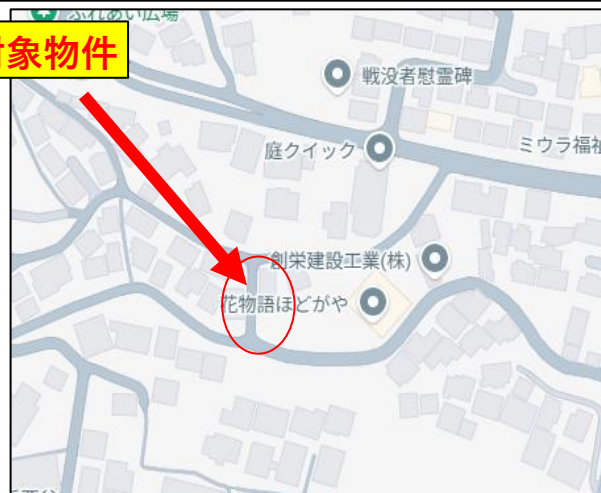 ふれあい広場
対象物件
戦没者慰霊碑
庭クイック
ミウラ福祉
創栄建設工業(株)
花物語ほどがや